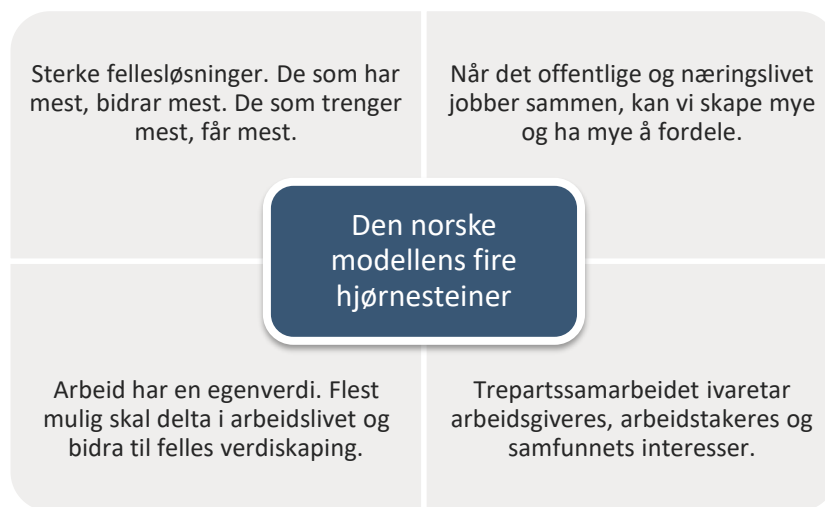 Sterke fellesløsninger. De som har
mest, bidrar mest. De som trenger
mest, får mest.
Når det offentlige og næringslivet
jobber sammen, kan vi skape mye
og ha mye å fordele.
Den norske
modellens fire
hjørnesteiner
Arbeid har en egenverdi. Flest
mulig skal delta i arbeidslivet og
bidra til felles verdiskaping.
Trepartssamarbeidet ivaretar
arbeidsgiveres, arbeidstakeres og
samfunnets interesser.